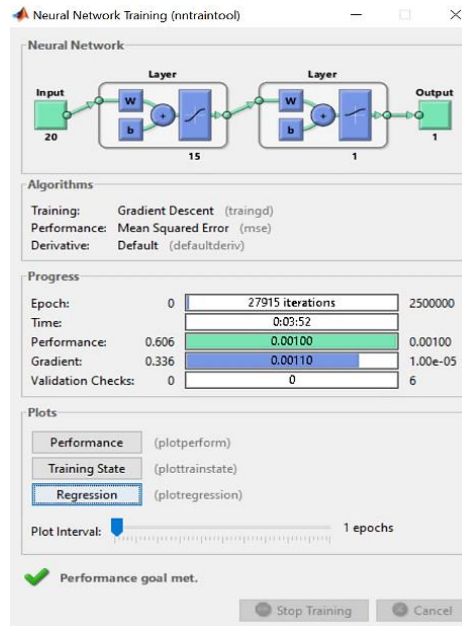 Neural Network Training (nntraintool)
Neural Network
Layer Layer
Input Output
W W
b b
20 15 1 1
Algorithms
Training: Gradient Descent (traingd)
Performance: Mean Squared Error (mse)
Derivative: Default (defaultderiv)
Progress
Epoch: 0 27915 iterations 2500000
Time: 0:03:52
Performance: 0.606 0.00100 0.00100
Gradient: 0.336 0.00110 1.00e-05
Validation Checks: 0 0 6
Plots
Performance (plotperform)
Training State (plottrainstate)
Regression (plotregression)
Plot Interval: 1 epochs
Performance goal met.
Stop Training Cancel